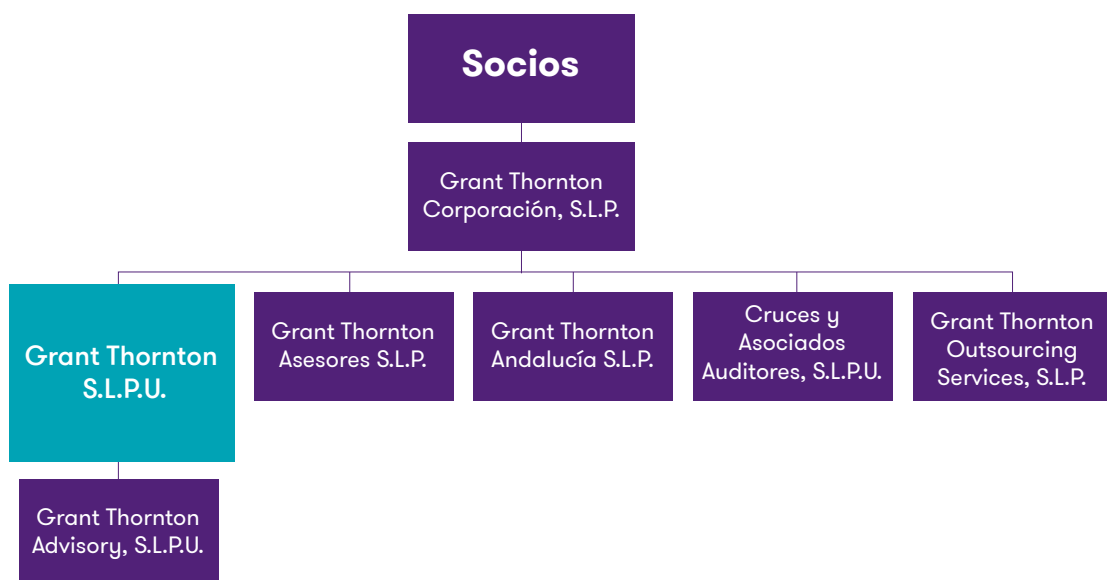 Socios
Grant Thornton
Corporación, S.L.P.
Grant Thornton
S.L.P.U.
Grant Thornton
Asesores S.L.P.
Grant Thornton
Andalucía S.L.P.
Cruces y
Asociados
Auditores, S.L.P.U.
Grant Thornton
Outsourcing
Services, S.L.P.
Grant Thornton
Advisory, S.L.P.U.